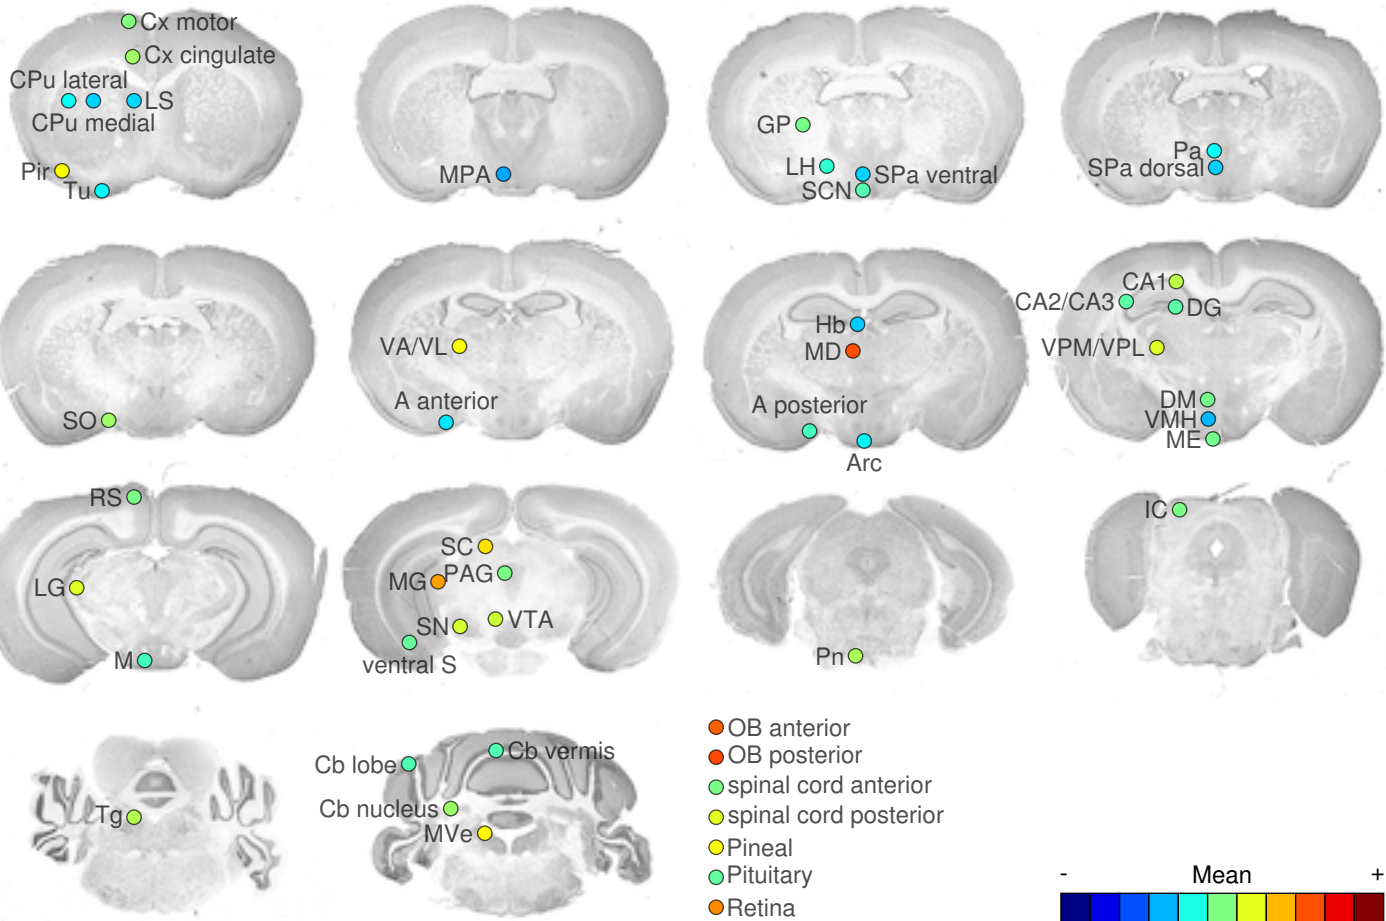 Cx motor
Cx cingulate
CPu lateral
LS
CPu medial
Pir
Tu
MPA
GP
LH
SPa ventral
SCN
Pa
SPa dorsal
SO
VA/VL
A anterior
Hb
MD
A posterior
Arc
CA1
CA2/CA3
DG
VPM/VPL
DM
VMH
ME
RS
LG
M
SC
MG
PAG
SN
VTA
ventral S
Pn
IC
Tg
Cb lobe
Cb vermis
Cb nucleus
MVe
OB anterior
OB posterior
spinal cord anterior
spinal cord posterior
Pineal
Pituitary
Retina
- Mean +